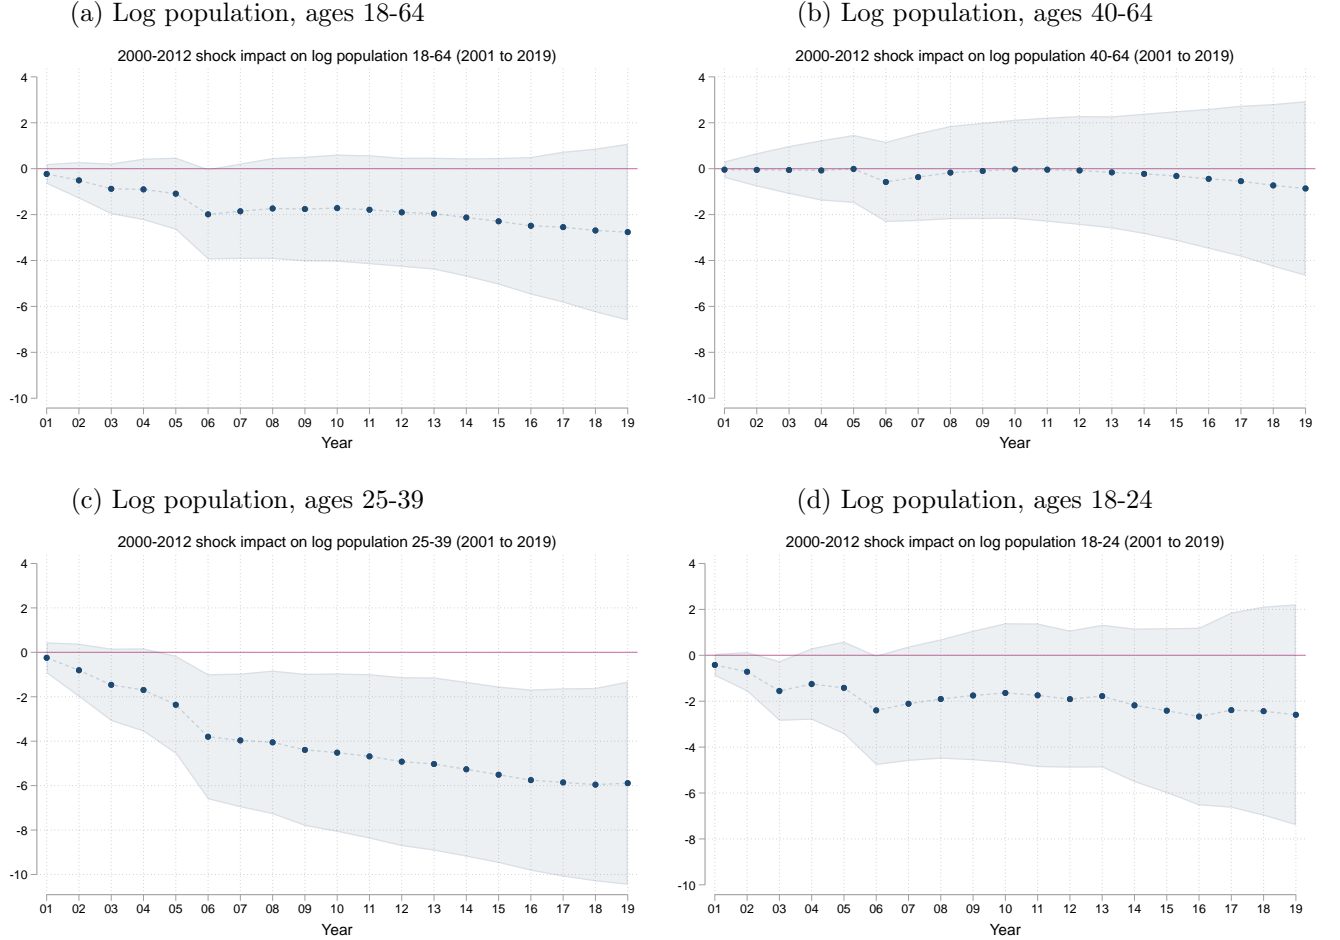 (a) Log population, ages 18-64
2000-2012 shock impact on log population 18-64 (2001 to 2019)
4
2
0
-2
-4
-6
-8
-10
01 02 03 04 05 06 07 08 09 10 11 12 13 14 15 16 17 18 19
Year
(b) Log population, ages 40-64
2000-2012 shock impact on log population 40-64 (2001 to 2019)
4
2
0
-2
-4
-6
-8
-10
01 02 03 04 05 06 07 08 09 10 11 12 13 14 15 16 17 18 19
Year
(c) Log population, ages 25-39
2000-2012 shock impact on log population 25-39 (2001 to 2019)
4
2
0
-2
-4
-6
-8
-10
01 02 03 04 05 06 07 08 09 10 11 12 13 14 15 16 17 18 19
Year
(d) Log population, ages 18-24
2000-2012 shock impact on log population 18-24 (2001 to 2019)
4
2
0
-2
-4
-6
-8
-10
01 02 03 04 05 06 07 08 09 10 11 12 13 14 15 16 17 18 19
Year